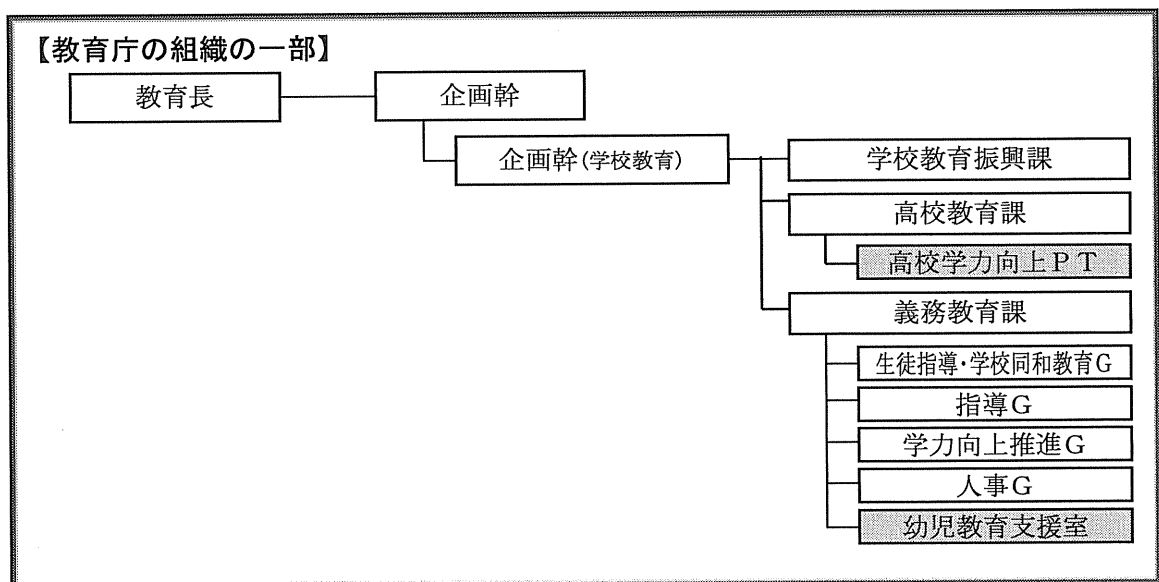 【教育庁の組織の一部】
教育長
企画幹
企画幹(学校教育)
学校教育振興課
高校教育課
高校学力向上PT
義務教育課
生徒指導・学校同和教育G
指導G
学力向上推進G
人事G
幼児教育支援室